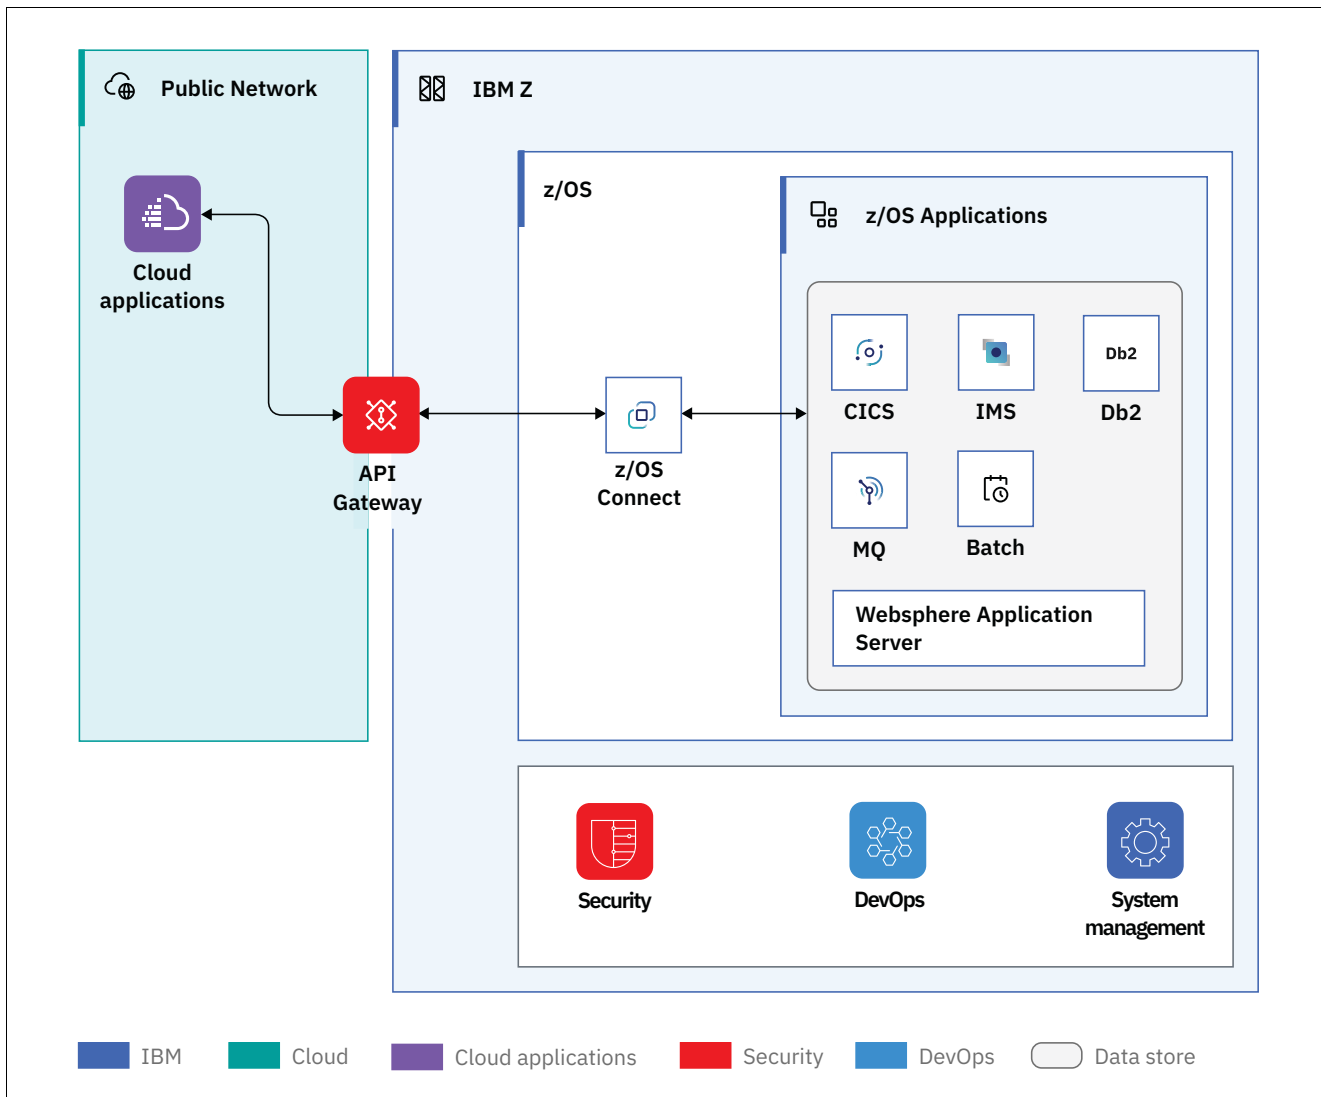 Public Network
IBM Z
z/OS
z/OS Applications
Cloud
applications
API
Gateway
z/OS
Connect
CICS
IMS
Db2
Db2
MQ
Batch
Websphere Application
Server
Security
DevOps
System
management
IBM
Cloud
Cloud applications
Security
DevOps
Data store